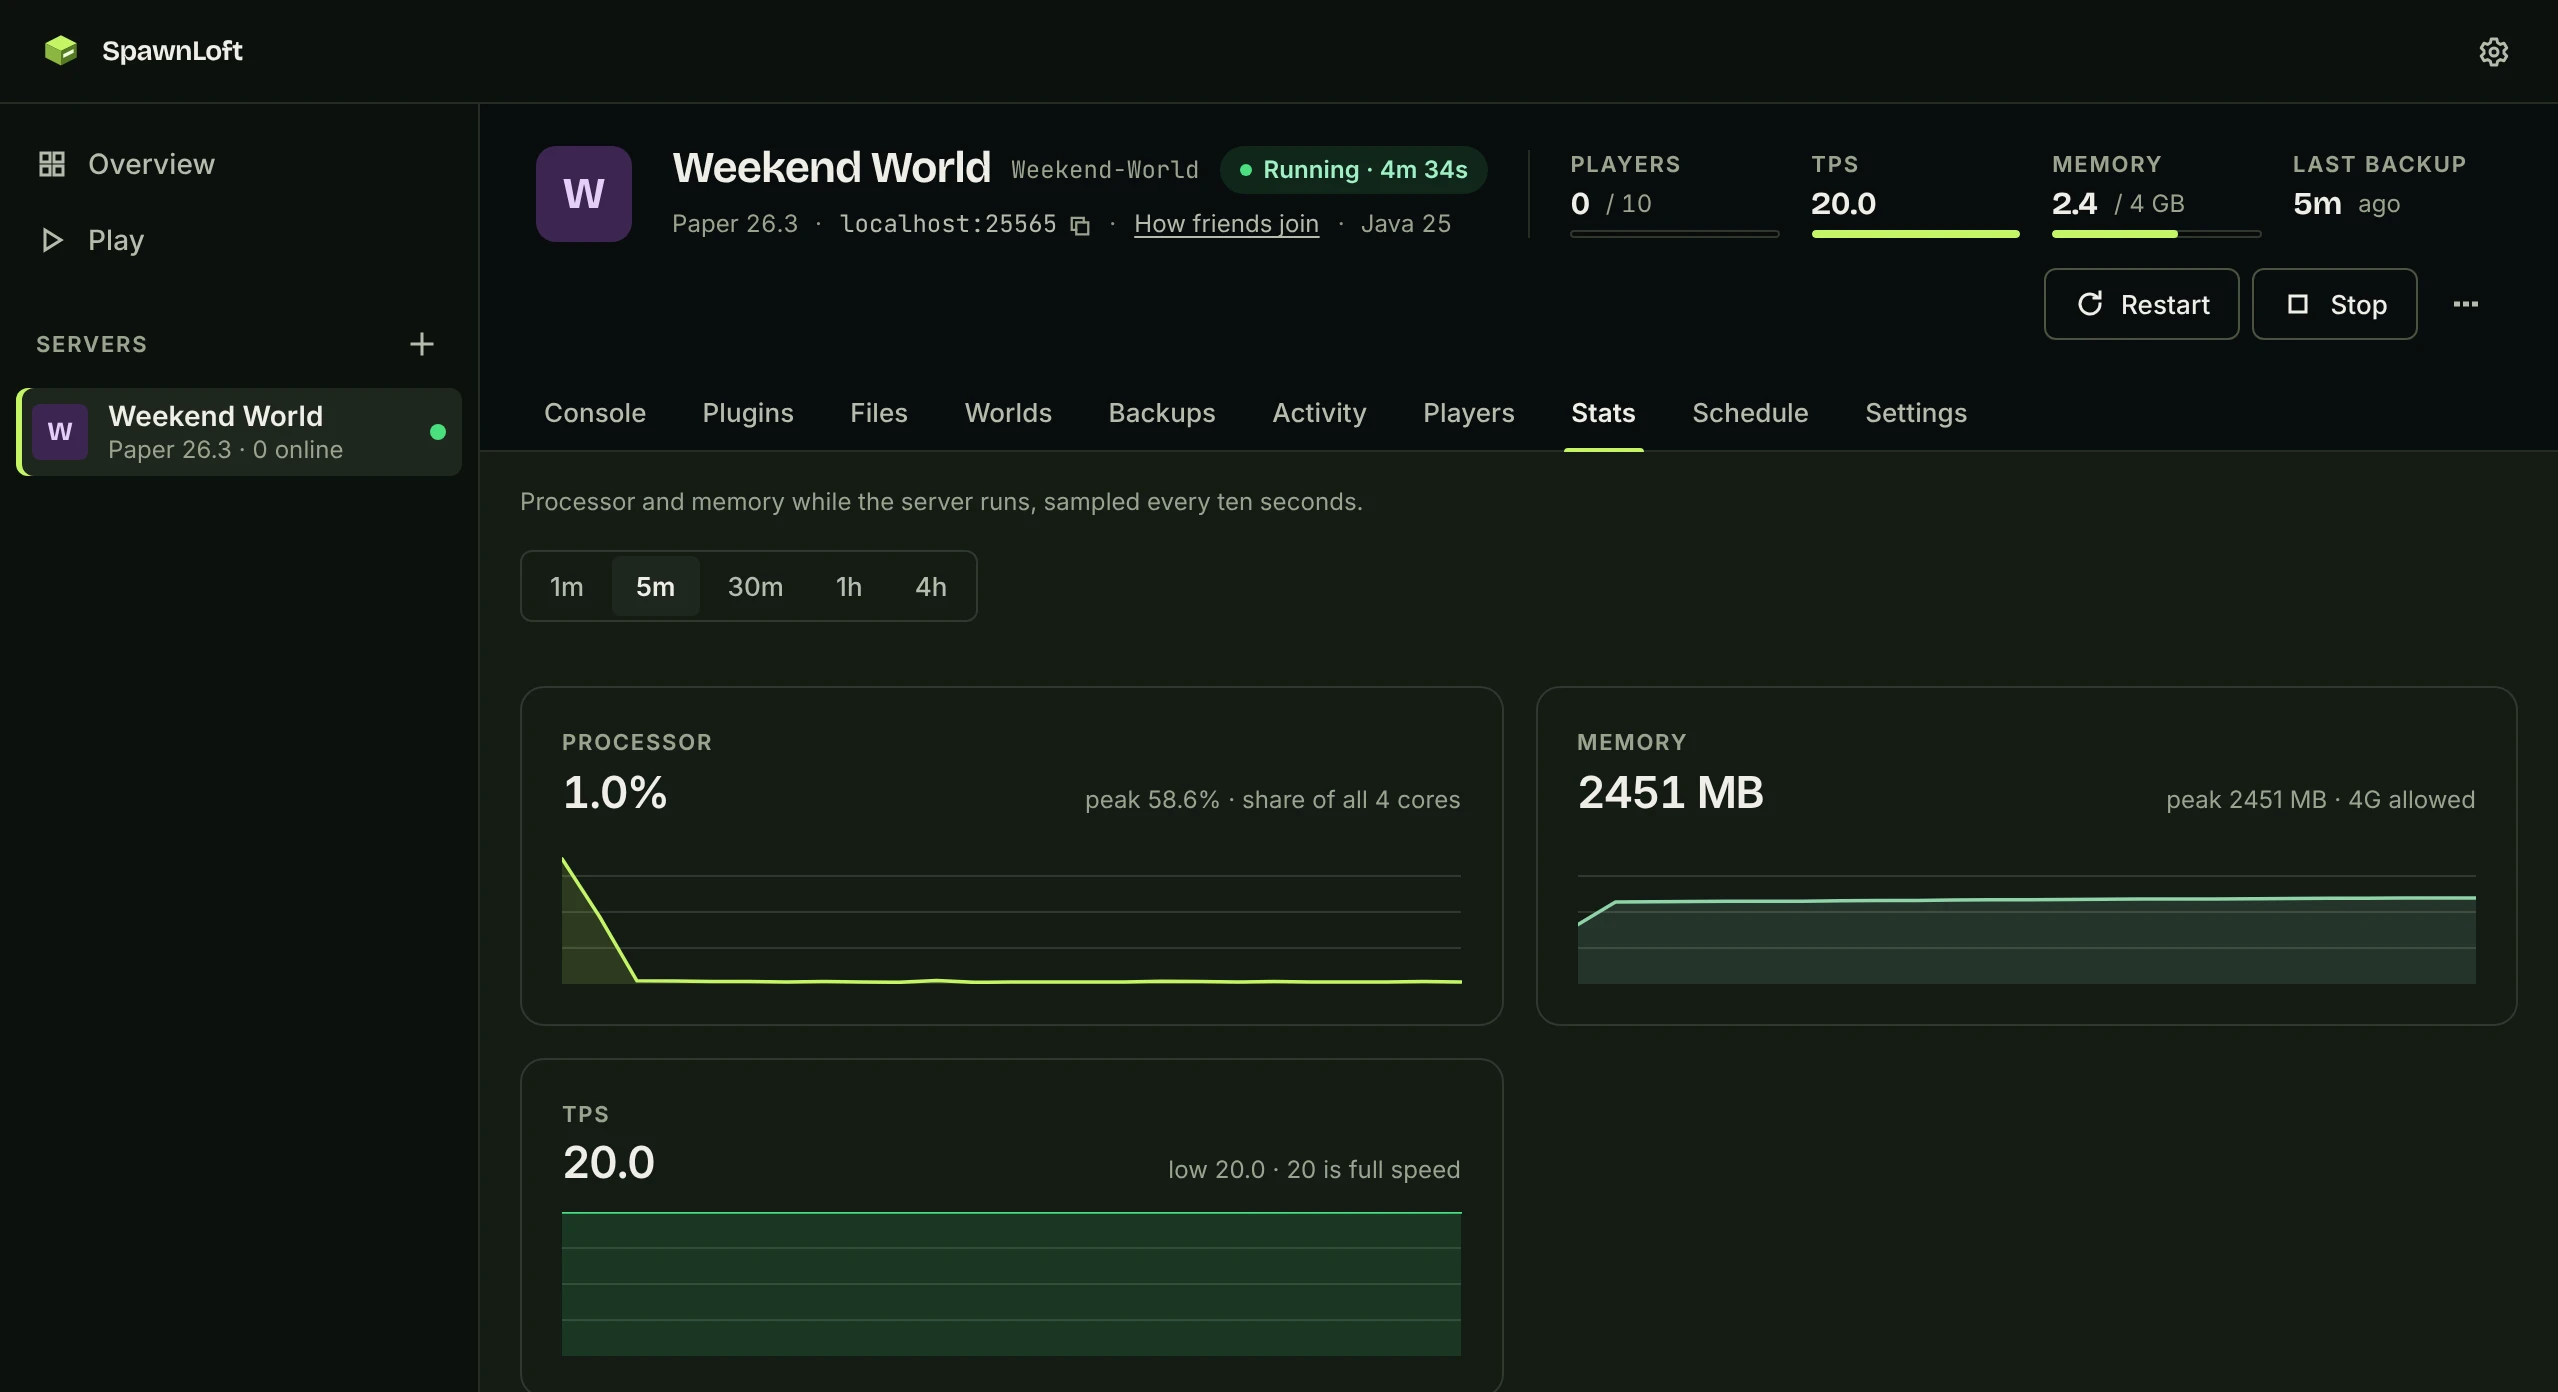 SpawnLoft
Overview
Play
SERVERS
W
Weekend World
Paper 26.3 · 0 online
W
Weekend World Weekend-World Running · 4m 34s
Paper 26.3 · localhost:25565 · How friends join · Java 25
PLAYERS
0 / 10
TPS
20.0
MEMORY
2.4 / 4 GB
LAST BACKUP
5m ago
Restart
Stop
Console Plugins Files Worlds Backups Activity Players Stats Schedule Settings
Processor and memory while the server runs, sampled every ten seconds.
1m 5m 30m 1h 4h
PROCESSOR
1.0%
peak 58.6% · share of all 4 cores
MEMORY
2451 MB
peak 2451 MB · 4G allowed
TPS
20.0
low 20.0 · 20 is full speed